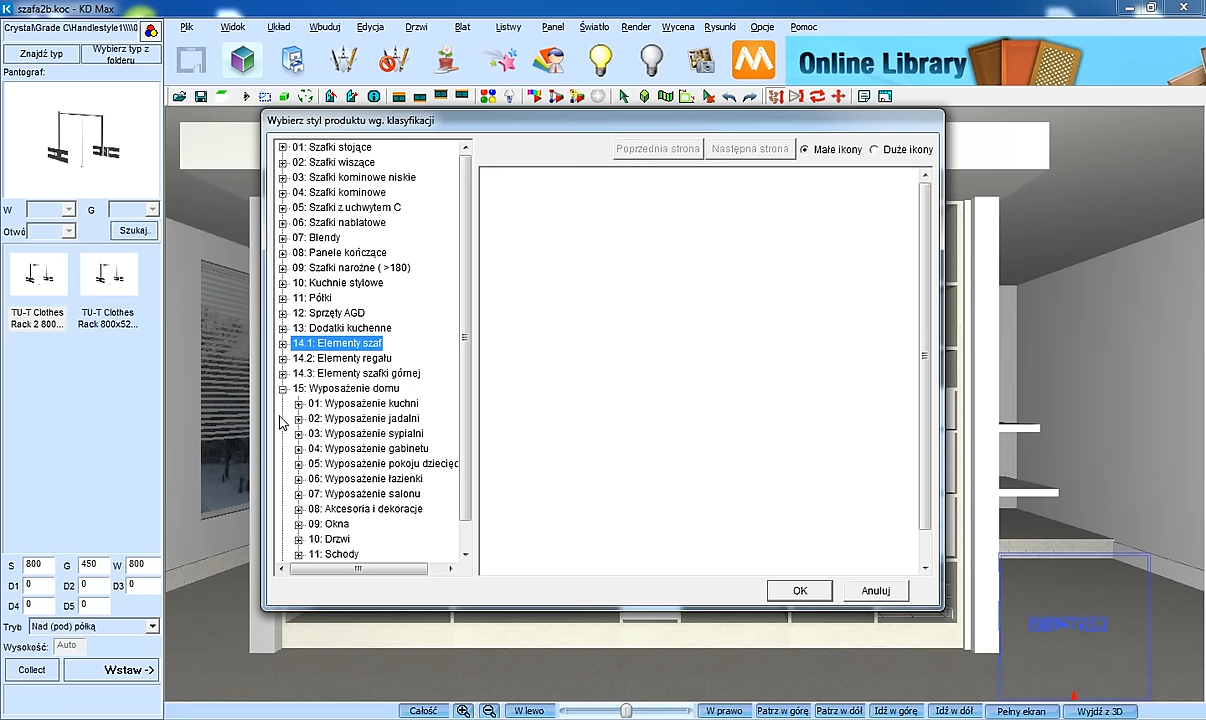 szafa2b.koc - KD Max
Crystal\Grade C\Handlestyle1\\\\0
Plik Widok Układ Wbuduj Edycja Drzwi Blat Listwy Panel Światło Render Wycena Rysunki Opcje Pomoc
Znajdź typ
Wybierz typ z folderu
Pantograf:
Online Library
Wybierz styl produktu wg. klasyfikacji
Poprzednia strona Następna strona Małe ikony Duże ikony
01: Szafki stojące
02: Szafki wiszące
03: Szafki kominowe niskie
04: Szafki kominowe
05: Szafki z uchwytem C
06: Szafki nablatowe
07: Blendy
08: Panele kończące
09: Szafki narożne ( >180)
10: Kuchnie stylowe
11: Półki
12: Sprzęty AGD
13: Dodatki kuchenne
14.1: Elementy szaf
14.2: Elementy regału
14.3: Elementy szafki górnej
15: Wyposażenie domu
01: Wyposażenie kuchni
02: Wyposażenie jadalni
03: Wyposażenie sypialni
04: Wyposażenie gabinetu
05: Wyposażenie pokoju dziecięc
06: Wyposażenie łazienki
07: Wyposażenie salonu
08: Akcesoria i dekoracje
09: Okna
10: Drzwi
11: Schody
OK Anuluj
W G
Otwó Szukaj..
TU-T Clothes Rack 2 800...
TU-T Clothes Rack 800x52...
S 800 G 450 W 800
D1 0 D2 0 D3 0
D4 0 D5 0
Tryb Nad (pod) półką
Wysokość: Auto
Collect Wstaw ->
Całość W lewo W prawo Patrz w górę Patrz w dół Idź w górę Idź w dół Pełny ekran Wyjdź z 3D